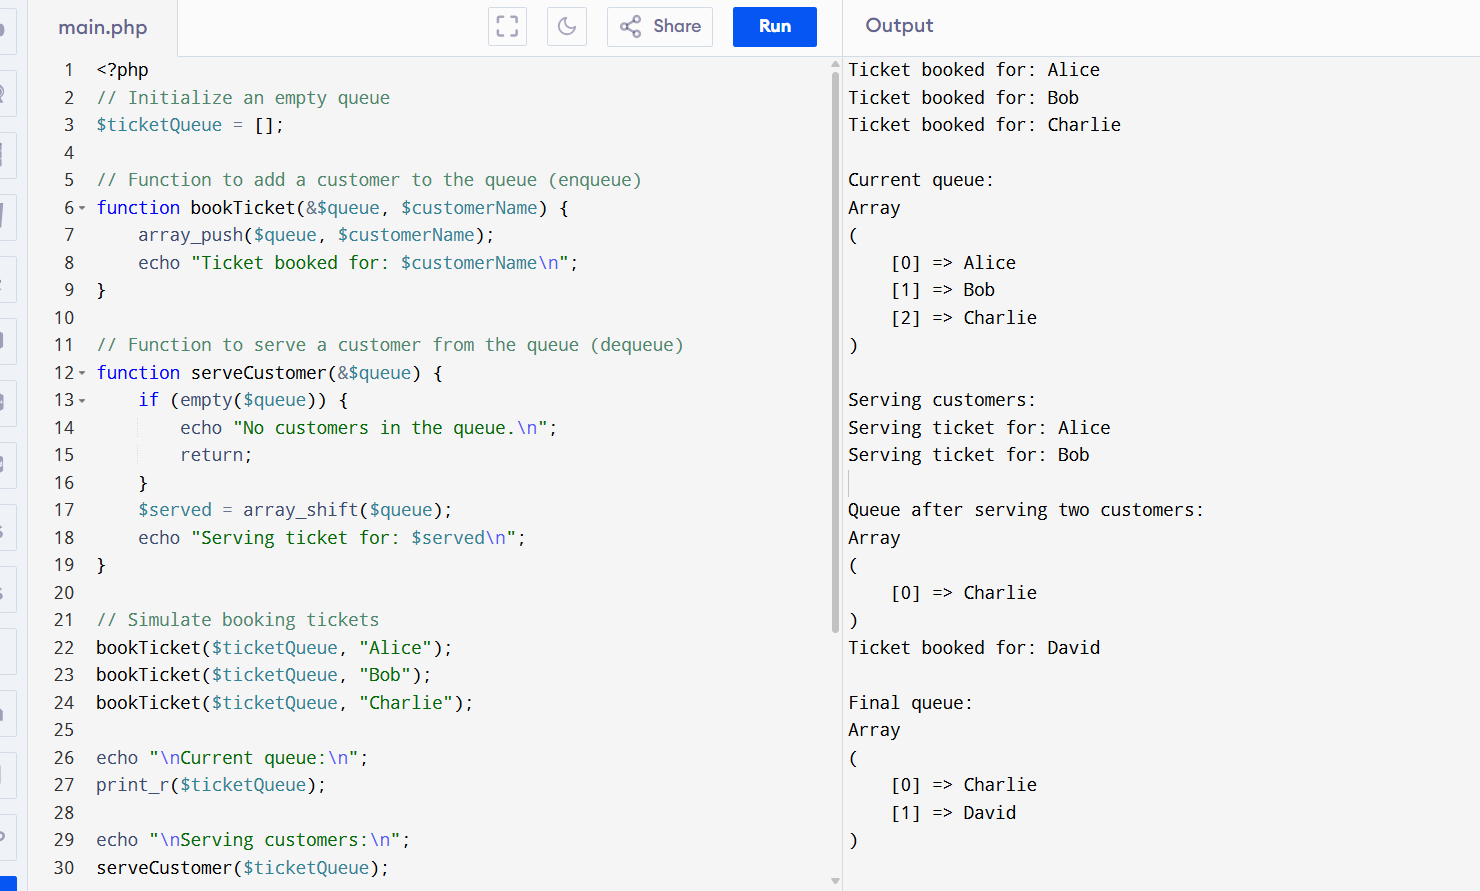 main.php
Share
Run
Output
1 <?php
2 // Initialize an empty queue
3 $ticketQueue = [];
4
5 // Function to add a customer to the queue (enqueue)
6 function bookTicket(&$queue, $customerName) {
7     array_push($queue, $customerName);
8     echo "Ticket booked for: $customerName\n";
9 }
10
11 // Function to serve a customer from the queue (dequeue)
12 function serveCustomer(&$queue) {
13     if (empty($queue)) {
14         echo "No customers in the queue.\n";
15         return;
16     }
17     $served = array_shift($queue);
18     echo "Serving ticket for: $served\n";
19 }
20
21 // Simulate booking tickets
22 bookTicket($ticketQueue, "Alice");
23 bookTicket($ticketQueue, "Bob");
24 bookTicket($ticketQueue, "Charlie");
25
26 echo "\nCurrent queue:\n";
27 print_r($ticketQueue);
28
29 echo "\nServing customers:\n";
30 serveCustomer($ticketQueue);
Ticket booked for: Alice
Ticket booked for: Bob
Ticket booked for: Charlie

Current queue:
Array
(
    [0] => Alice
    [1] => Bob
    [2] => Charlie
)

Serving customers:
Serving ticket for: Alice
Serving ticket for: Bob

Queue after serving two customers:
Array
(
    [0] => Charlie
)
Ticket booked for: David

Final queue:
Array
(
    [0] => Charlie
    [1] => David
)